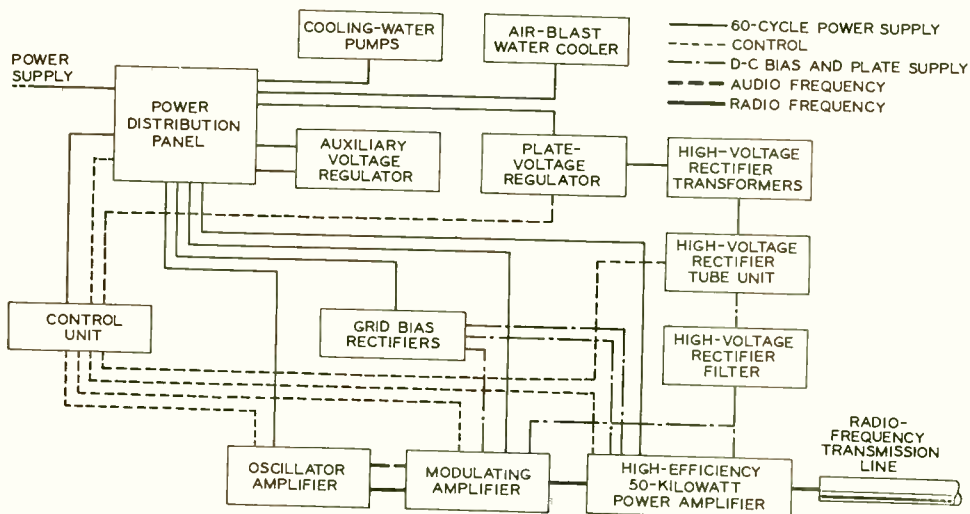 COOLING-WATER
PUMPS
AIR-BLAST
WATER COOLER
60-CYCLE POWER SUPPLY
CONTROL
D-C BIAS AND PLATE SUPPLY
AUDIO FREQUENCY
RADIO FREQUENCY
POWER
SUPPLY
POWER
DISTRIBUTION
PANEL
AUXILIARY
VOLTAGE
REGULATOR
PLATE-
VOLTAGE
REGULATOR
HIGH-VOLTAGE
RECTIFIER
TRANSFORMERS
HIGH-VOLTAGE
RECTIFIER
TUBE UNIT
CONTROL
UNIT
GRID BIAS
RECTIFIERS
HIGH-VOLTAGE
RECTIFIER
FILTER
OSCILLATOR
AMPLIFIER
MODULATING
AMPLIFIER
HIGH-EFFICIENCY
50-KILOWATT
POWER AMPLIFIER
RADIO-
FREQUENCY
TRANSMISSION
LINE